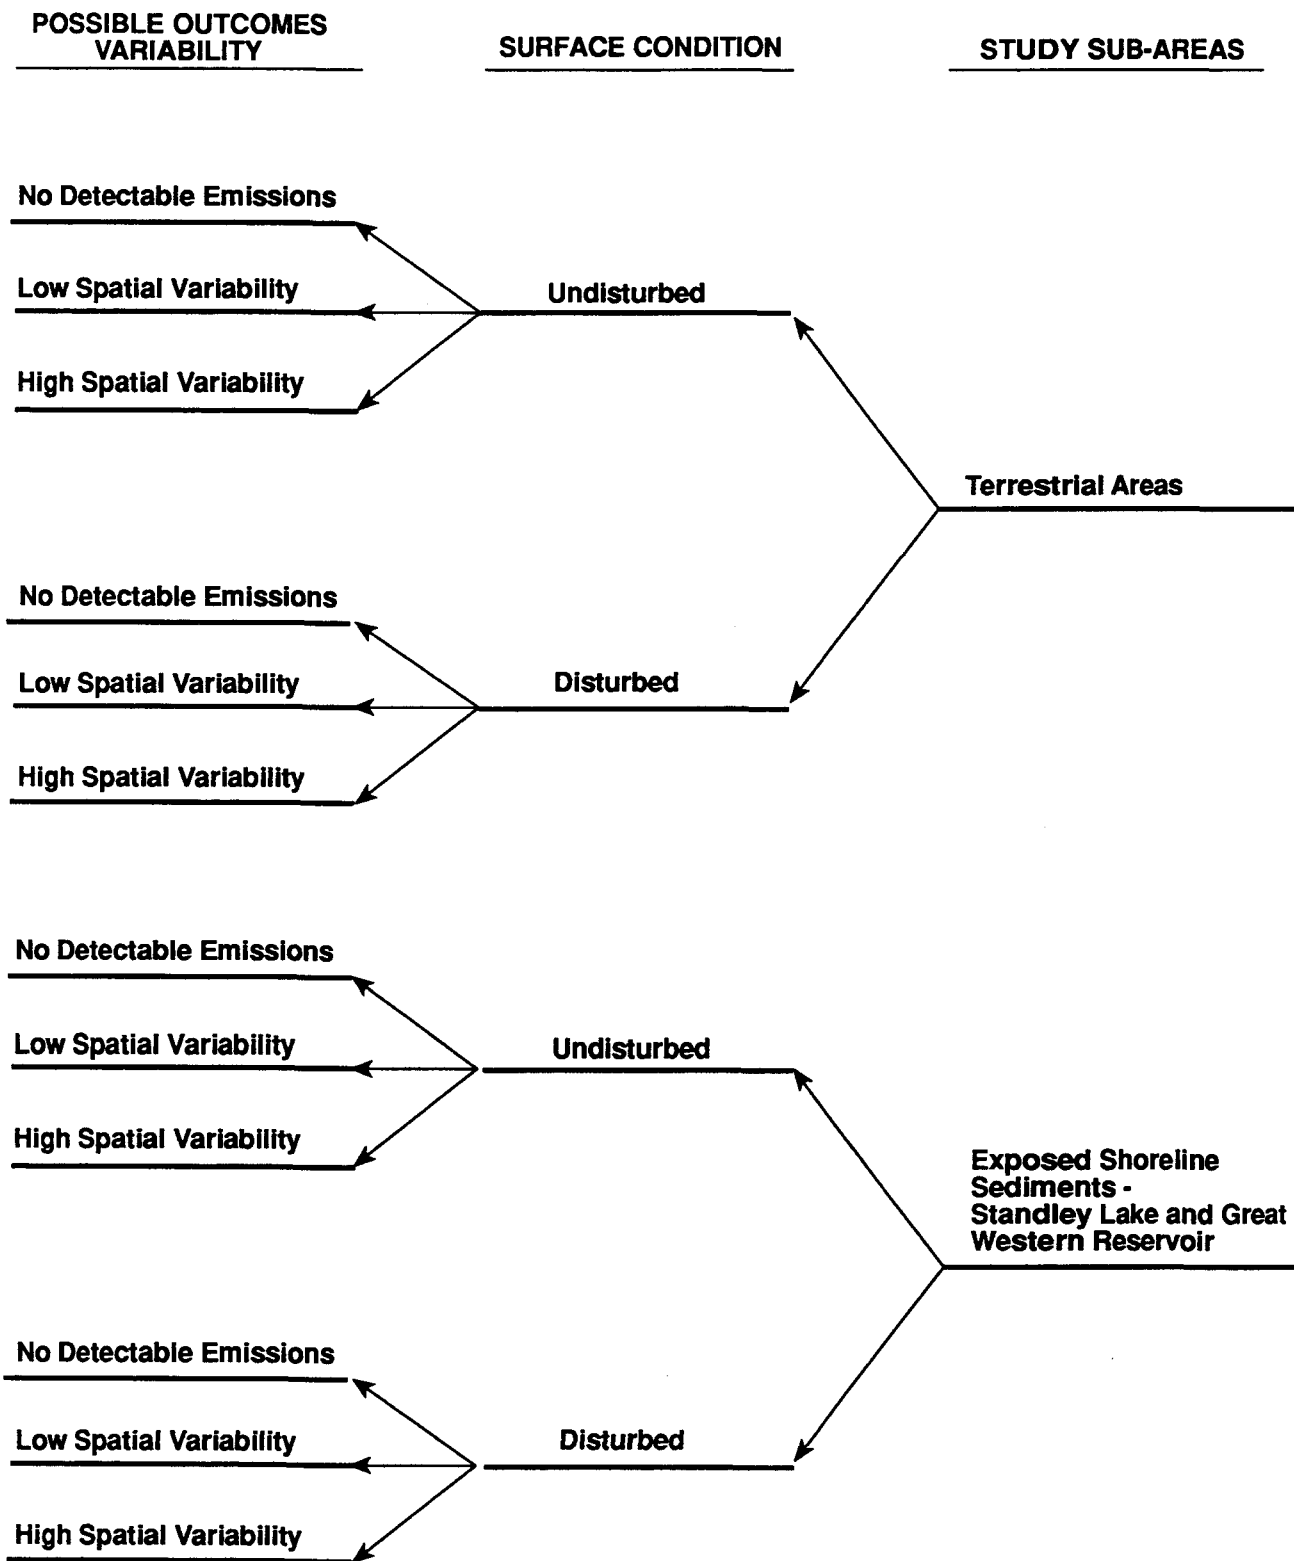 POSSIBLE OUTCOMES
VARIABILITY
SURFACE CONDITION
STUDY SUB-AREAS
No Detectable Emissions
Low Spatial Variability
High Spatial Variability
Undisturbed
Terrestrial Areas
No Detectable Emissions
Low Spatial Variability
High Spatial Variability
Disturbed
No Detectable Emissions
Low Spatial Variability
High Spatial Variability
Undisturbed
Exposed Shoreline
Sediments -
Standley Lake and Great
Western Reservoir
No Detectable Emissions
Low Spatial Variability
High Spatial Variability
Disturbed